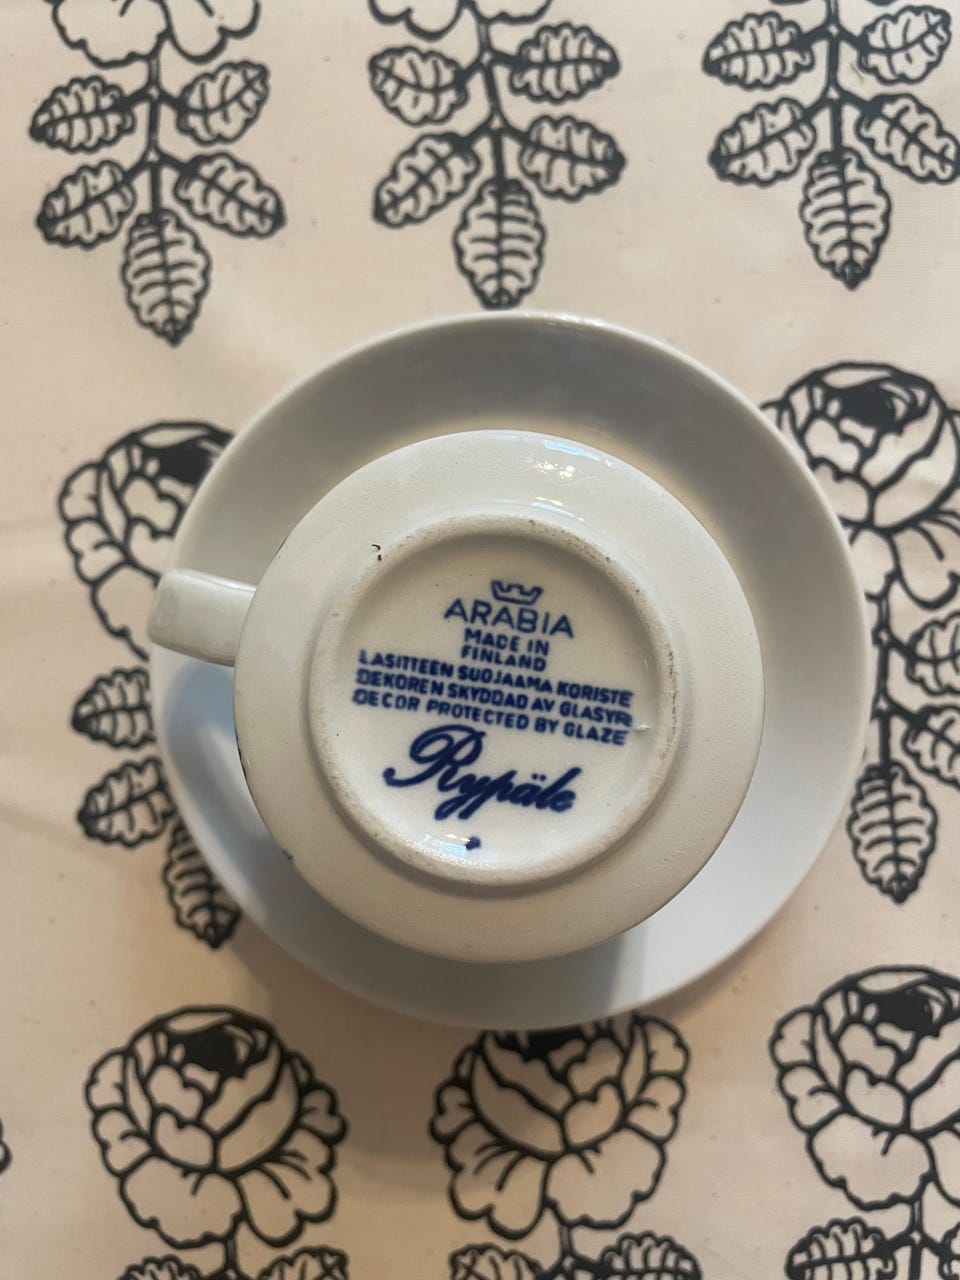 ARABIA
MADE IN
FINLAND
LASITTEEN SUOJAAMA KORISTE
DEKOREN SKYDDAD AV GLASYR
DECOR PROTECTED BY GLAZE
Rypäle